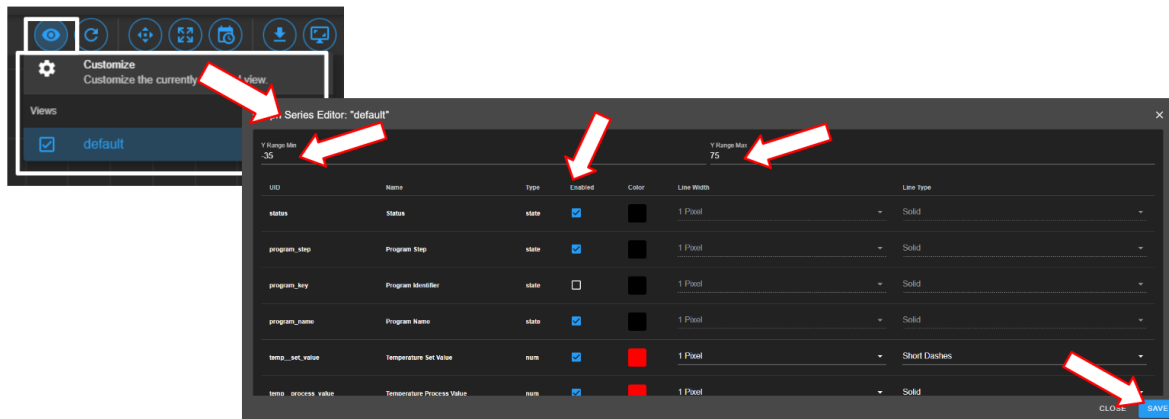 Customize
Customize the currently view.
Views
default
Series Editor: "default"
Y Range Min
-35
Y Range Max
75
UID Name Type Enabled Color Line Width Line Type
status Status state 1 Pixel Solid
program_step Program Step state 1 Pixel Solid
program_key Program Identifier state 1 Pixel Solid
program_name Program Name state 1 Pixel Solid
temp__set_value Temperature Set Value num 1 Pixel Short Dashes
temp__process_value Temperature Process Value num 1 Pixel Solid
CLOSE SAVE